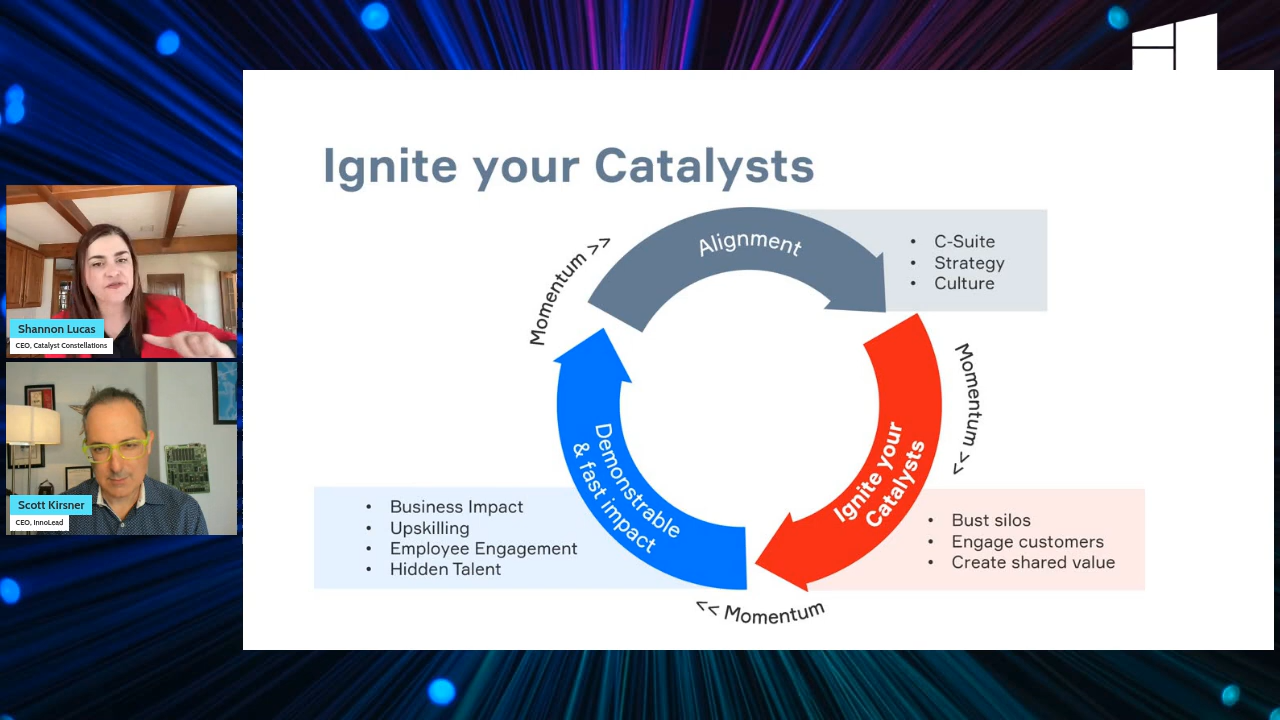 Ignite your Catalysts
Alignment
Momentum >>
• C-Suite
• Strategy
• Culture
Momentum >>
Ignite your
Catalysts
• Bust silos
• Engage customers
• Create shared value
<< Momentum
Demonstrable
& fast impact
• Business Impact
• Upskilling
• Employee Engagement
• Hidden Talent
Shannon Lucas
CEO, Catalyst Constellations
Scott Kirsner
CEO, InnoLead